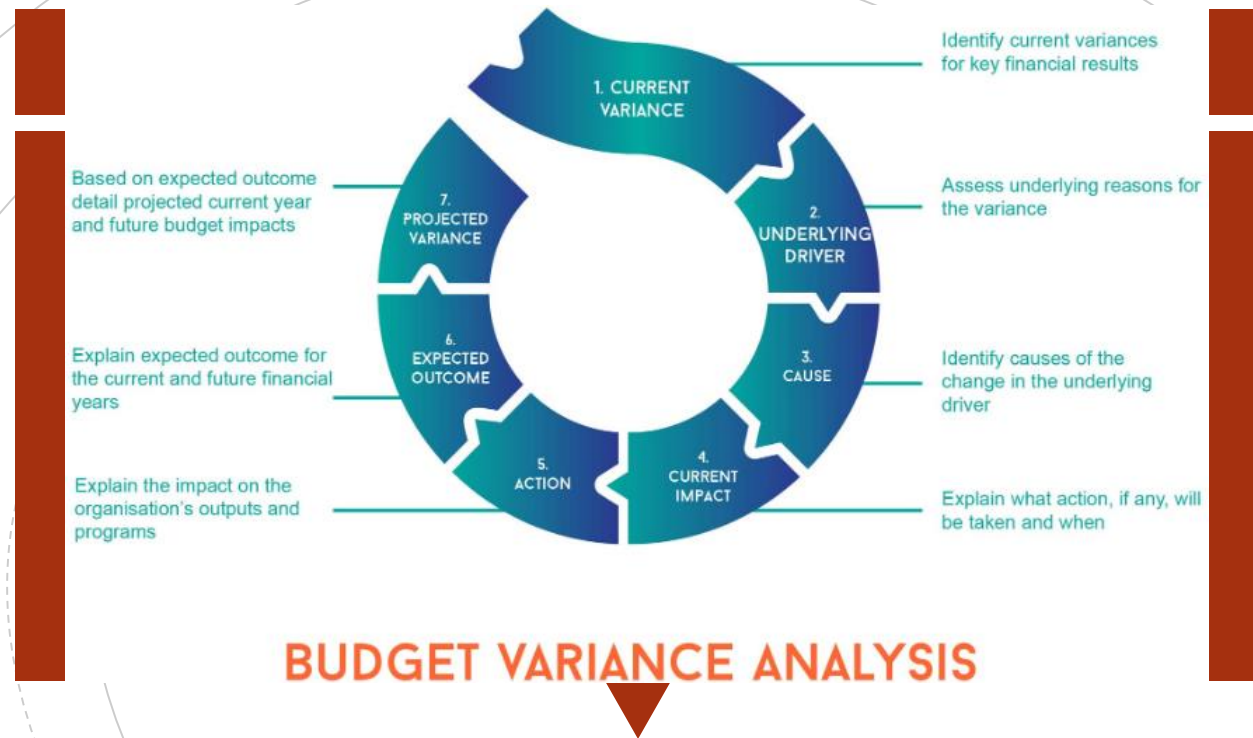 1. CURRENT
VARIANCE
Identify current variances
for key financial results
2.
UNDERLYING
DRIVER
Assess underlying reasons for
the variance
3.
CAUSE
Identify causes of the
change in the underlying
driver
4.
CURRENT
IMPACT
Explain what action, if any, will
be taken and when
5.
ACTION
Explain the impact on the
organisation's outputs and
programs
6.
EXPECTED
OUTCOME
Explain expected outcome for
the current and future financial
years
7.
PROJECTED
VARIANCE
Based on expected outcome
detail projected current year
and future budget impacts
BUDGET VARIANCE ANALYSIS